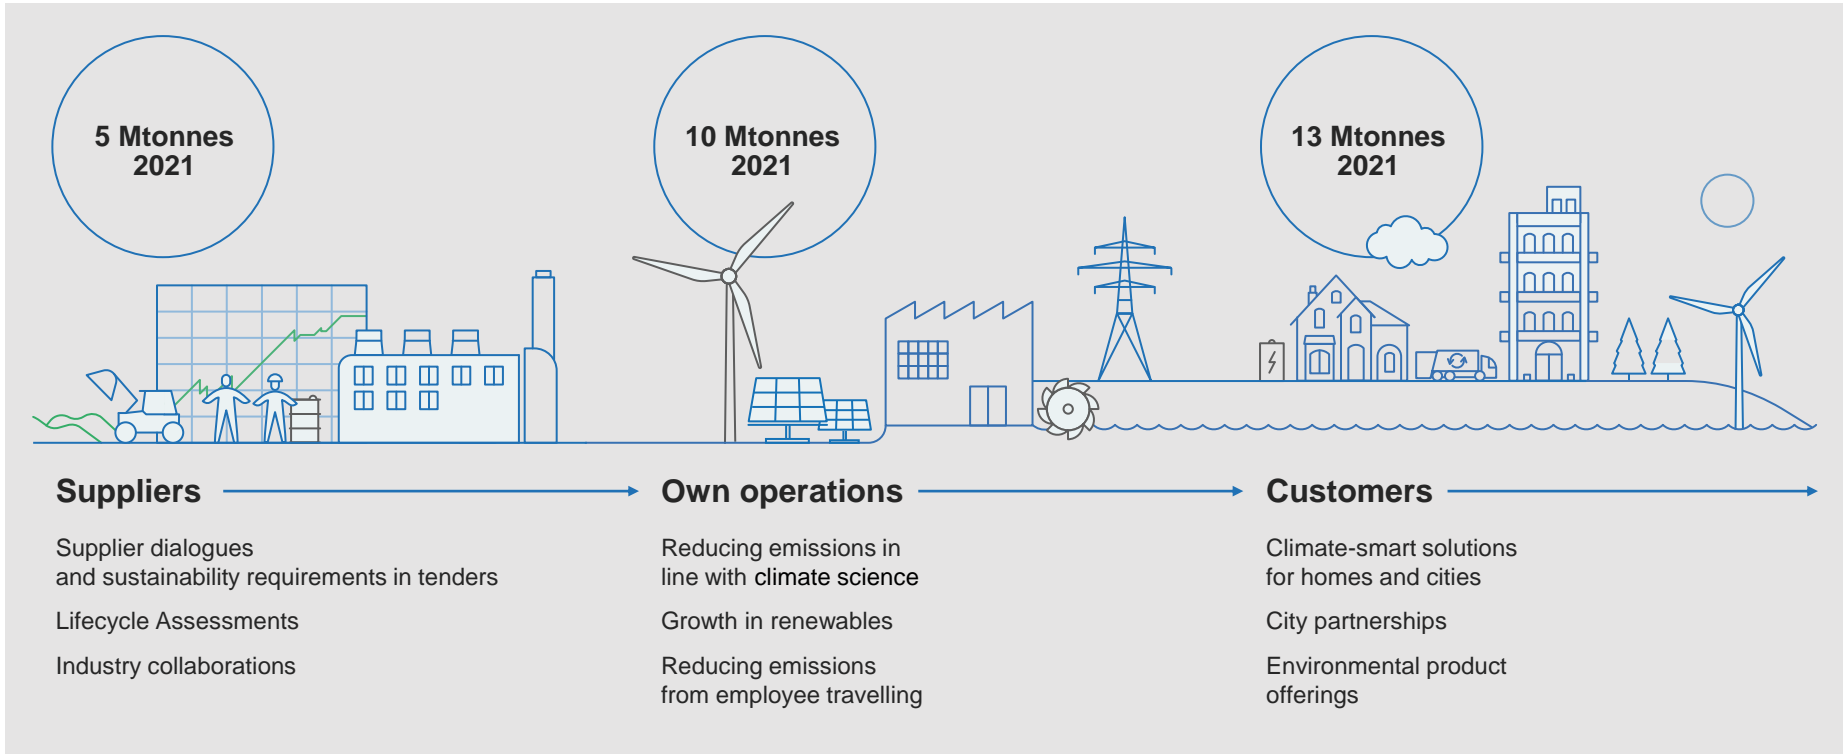 5 Mtonnes
2021
10 Mtonnes
2021
13 Mtonnes
2021
Suppliers
Supplier dialogues
and sustainability requirements in tenders
Lifecycle Assessments
Industry collaborations
Own operations
Reducing emissions in
line with climate science
Growth in renewables
Reducing emissions
from employee travelling
Customers
Climate-smart solutions
for homes and cities
City partnerships
Environmental product
offerings